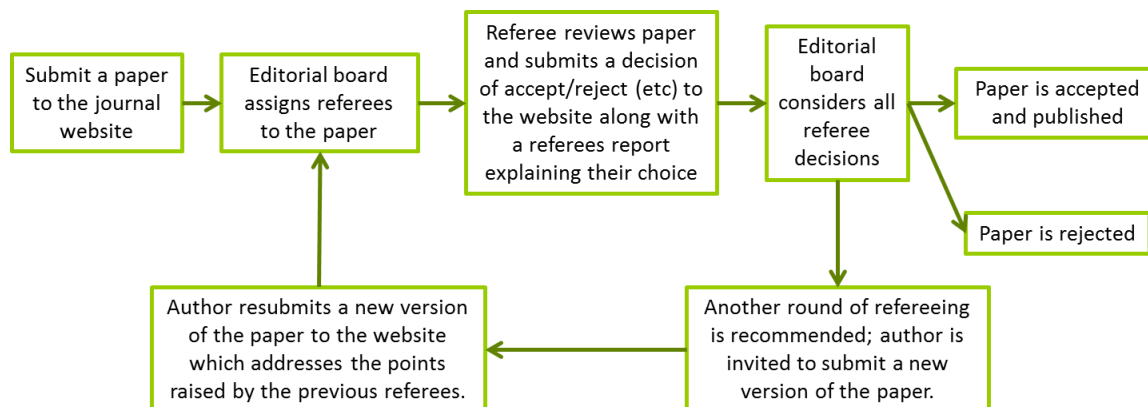 Submit a paper
to the journal
website
Editorial board
assigns referees
to the paper
Referee reviews paper
and submits a decision
of accept/reject (etc) to
the website along with
a referees report
explaining their choice
Editorial
board
considers all
referee
decisions
Paper is accepted
and published
Paper is rejected
Another round of refereeing
is recommended; author is
invited to submit a new
version of the paper.
Author resubmits a new version
of the paper to the website
which addresses the points
raised by the previous referees.